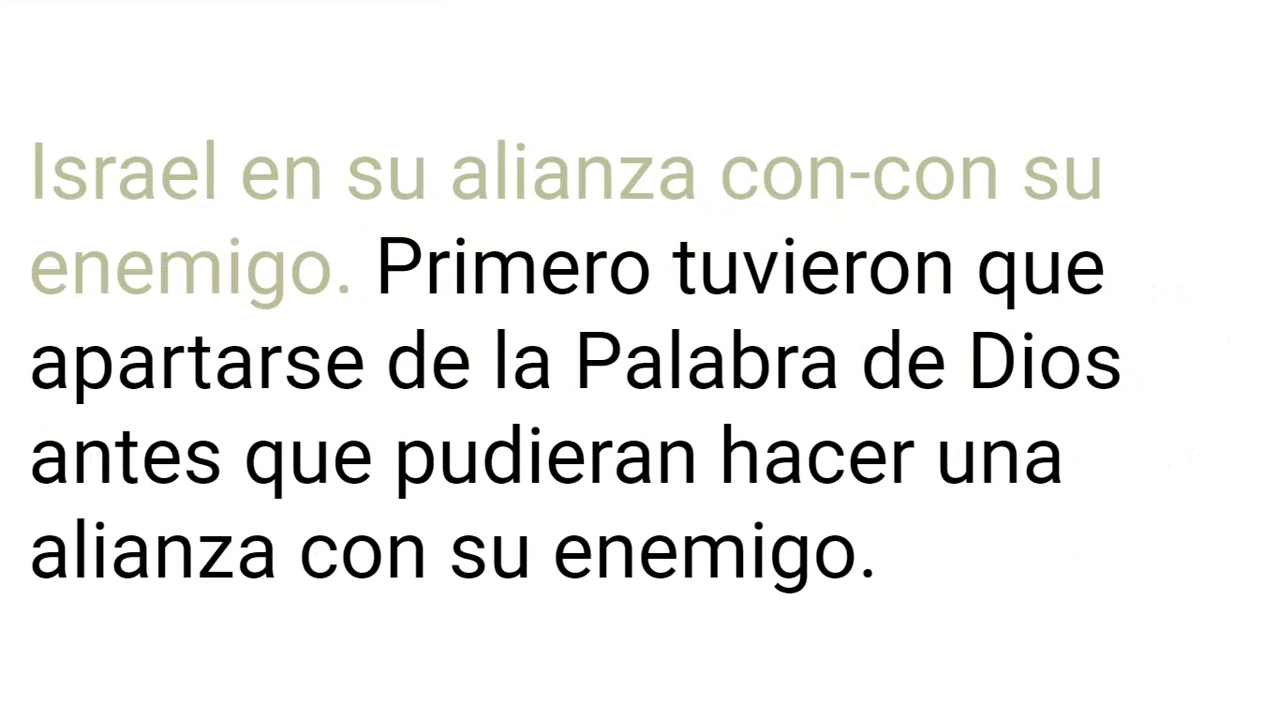 Israel en su alianza con-con su
enemigo. Primero tuvieron que
apartarse de la Palabra de Dios
antes que pudieran hacer una
alianza con su enemigo.